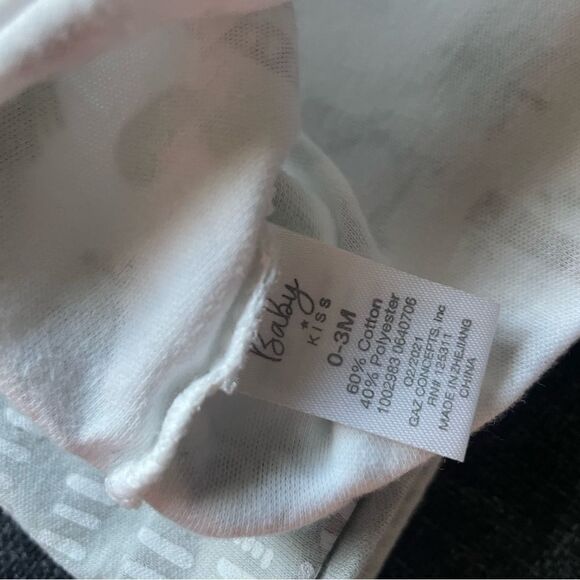 Baby
KISS
0-3M
60% Cotton
40% Polyester
1002983 0640706
Q2/2021
GAZ CONCEPTS, Inc
RN# 125311
MADE IN ZHEJIANG
CHINA